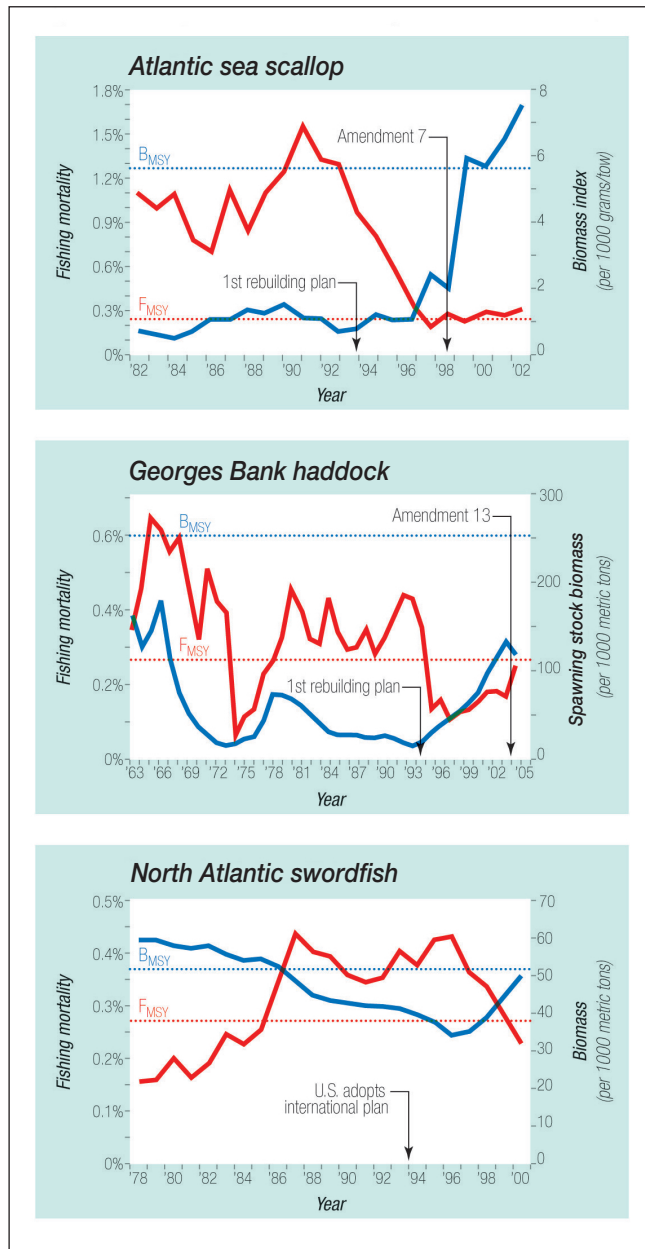 Atlantic sea scallop
1.8%
1.5%
1.2%
0.9%
0.6%
0.3%
0%
Fishing mortality
BMSY
FMSY
Amendment 7
1st rebuilding plan
8
6
4
2
0
Biomass index
(per 1000 grams/tow)
'82 '84 '86 '88 '90 '92 '94 '96 '98 '00 '02
Year
Georges Bank haddock
0.6%
0.4%
0.2%
0%
Fishing mortality
BMSY
FMSY
Amendment 13
1st rebuilding plan
300
200
100
0
Spawning stock biomass
(per 1000 metric tons)
'63 '66 '69 '72 '75 '78 '81 '84 '87 '90 '93 '96 '99 '02 '05
Year
North Atlantic swordfish
0.5%
0.4%
0.3%
0.2%
0.1%
0%
Fishing mortality
BMSY
FMSY
U.S. adopts
international plan
70
60
50
40
30
20
10
0
Biomass
(per 1000 metric tons)
'78 '80 '82 '84 '86 '88 '90 '92 '94 '96 '98 '00
Year